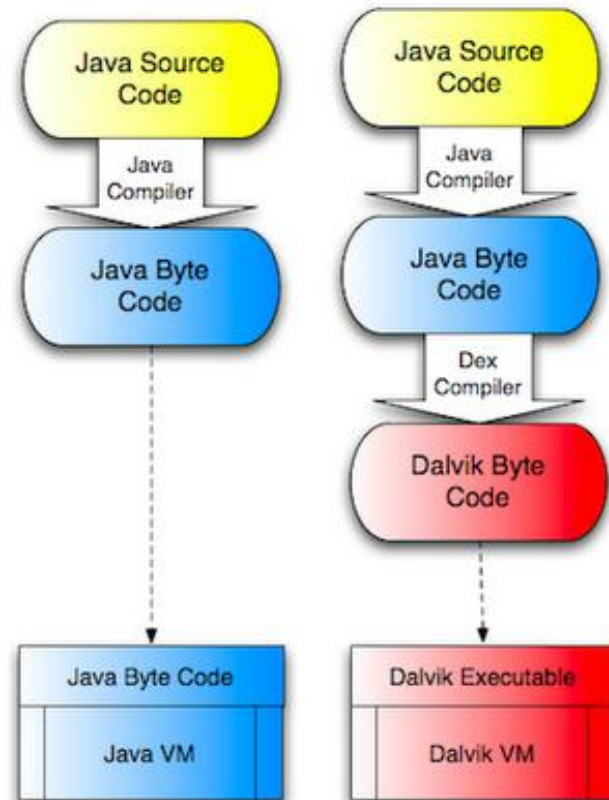 Java Source
Code
Java
Compiler
Java Byte
Code
Java Byte Code
Java VM
Java Source
Code
Java
Compiler
Java Byte
Code
Dex
Compiler
Dalvik Byte
Code
Dalvik Executable
Dalvik VM